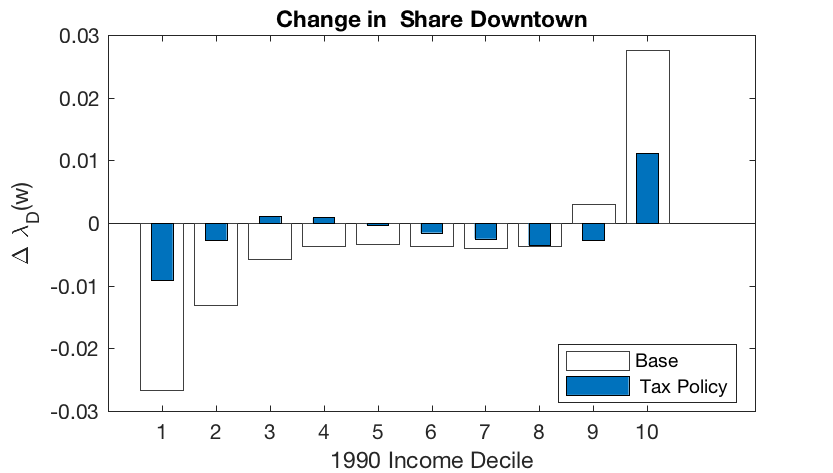 Change in  Share Downtown
0.03
0.02
0.01
0
-0.01
-0.02
-0.03
Δ λD(w)
1 2 3 4 5 6 7 8 9 10
1990 Income Decile
Base
Tax Policy